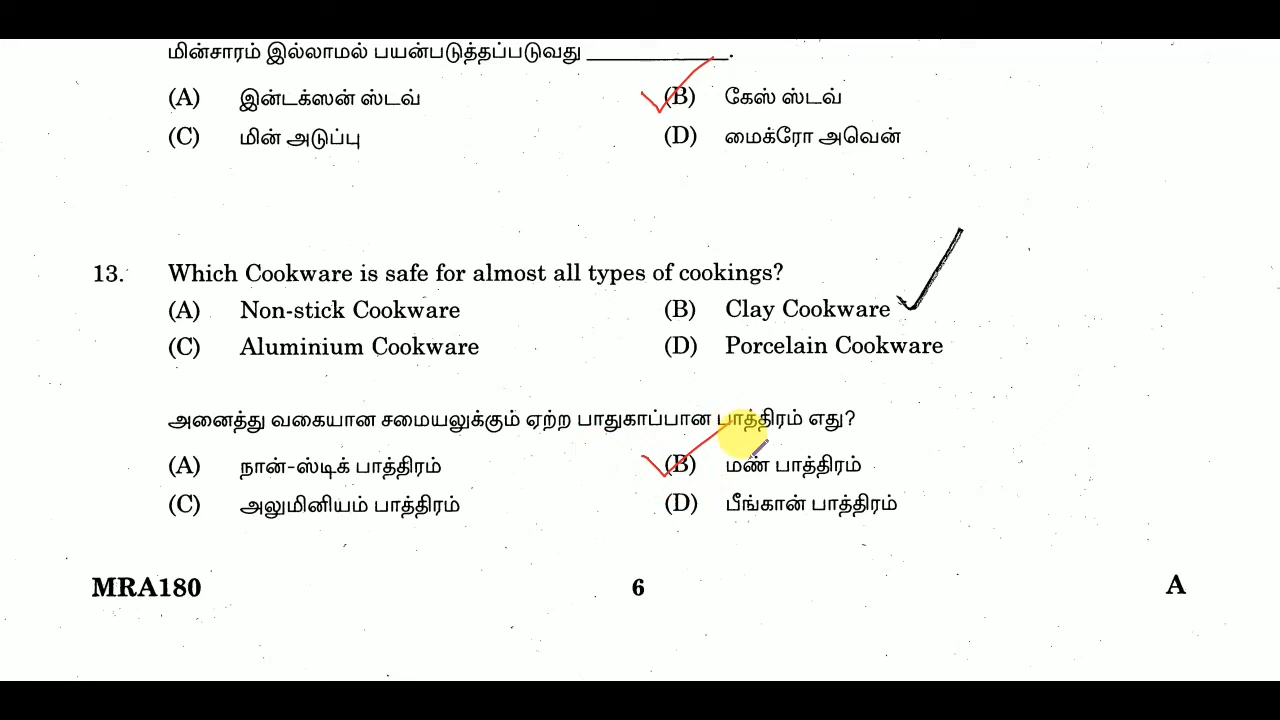 மின்சாரம் இல்லாமல் பயன்படுத்தப்படுவது ____________.
(A) இன்டக்ஸன் ஸ்டவ் (B) கேஸ் ஸ்டவ்
(C) மின் அடுப்பு (D) மைக்ரோ அவென்
13. Which Cookware is safe for almost all types of cookings?
(A) Non-stick Cookware (B) Clay Cookware
(C) Aluminium Cookware (D) Porcelain Cookware
அனைத்து வகையான சமையலுக்கும் ஏற்ற பாதுகாப்பான பாத்திரம் எது?
(A) நான்-ஸ்டிக் பாத்திரம் (B) மண் பாத்திரம்
(C) அலுமினியம் பாத்திரம் (D) பீங்கான் பாத்திரம்
MRA180 6 A